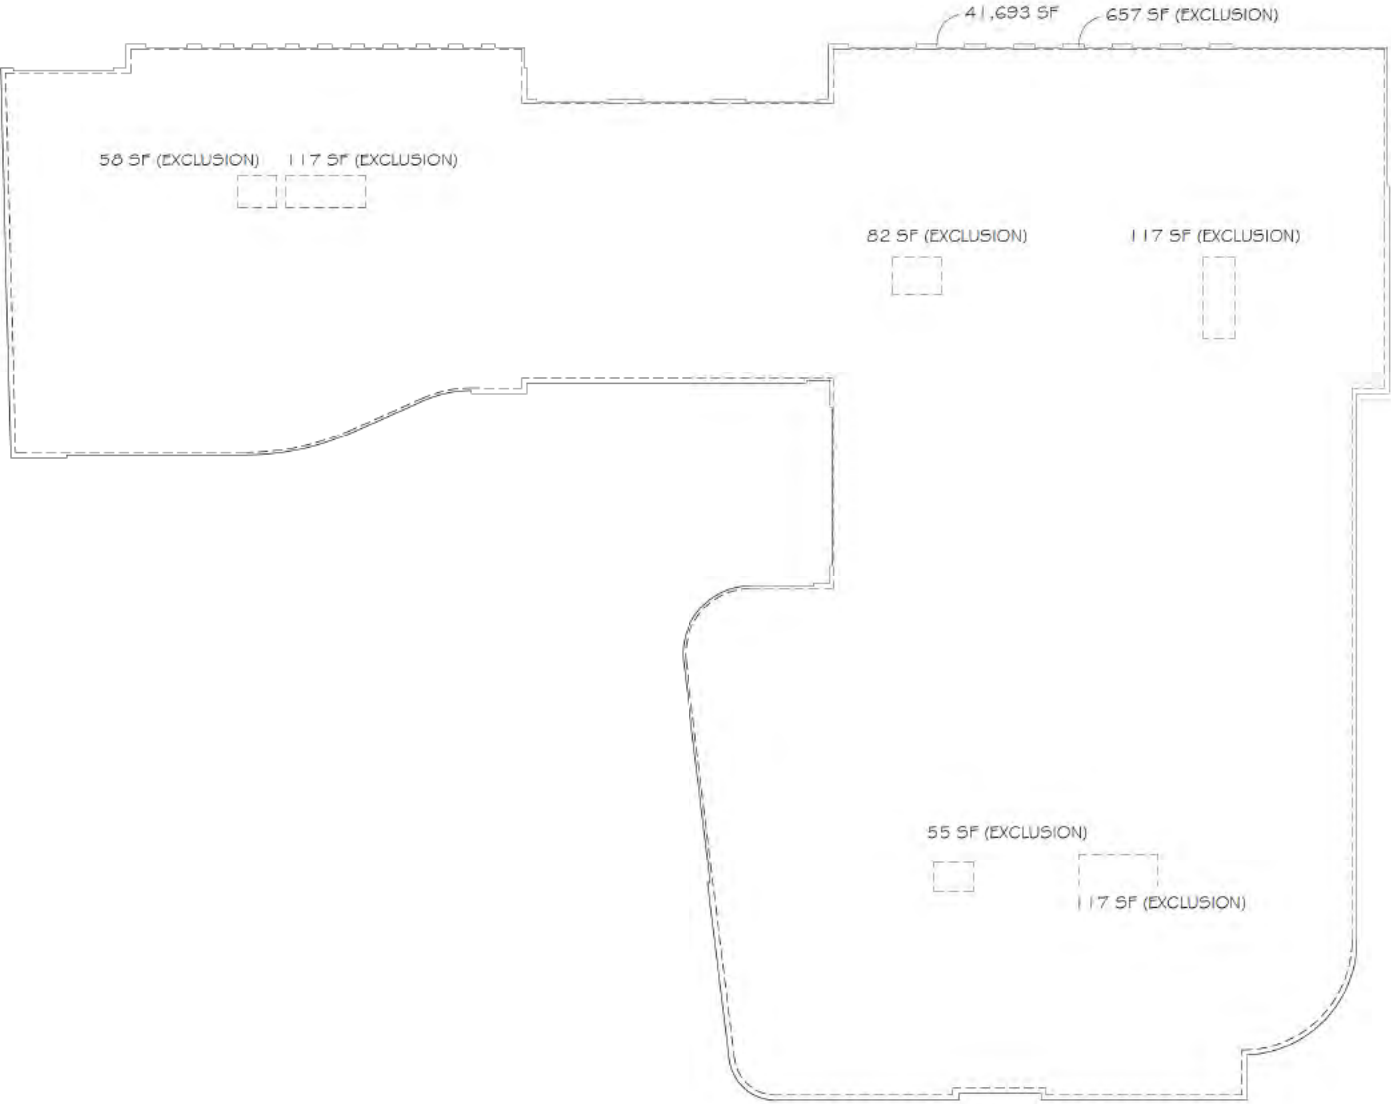 41,693 SF
657 SF (EXCLUSION)
58 SF (EXCLUSION)
117 SF (EXCLUSION)
82 SF (EXCLUSION)
117 SF (EXCLUSION)
55 SF (EXCLUSION)
117 SF (EXCLUSION)